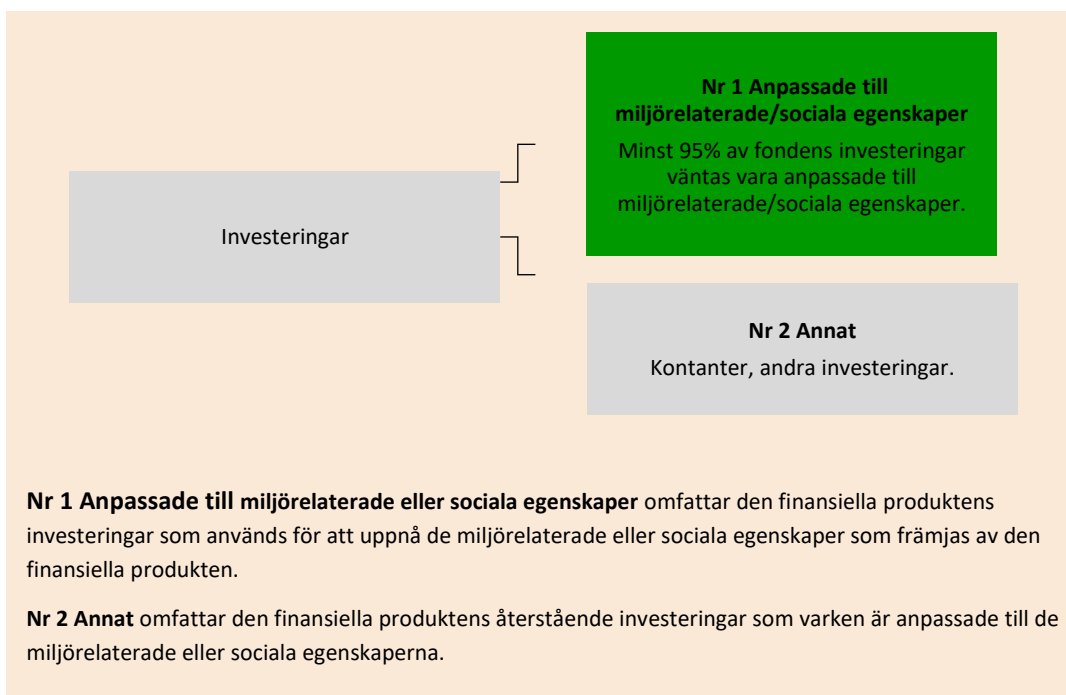 Nr 1 Anpassade till
miljörelaterade/sociala egenskaper
Minst 95% av fondens investeringar
väntas vara anpassade till
miljörelaterade/sociala egenskaper.
Investeringar
Nr 2 Annat
Kontanter, andra investeringar.
Nr 1 Anpassade till miljörelaterade eller sociala egenskaper omfattar den finansiella produktens
investeringar som används för att uppnå de miljörelaterade eller sociala egenskaper som främjas av den
finansiella produkten.
Nr 2 Annat omfattar den finansiella produktens återstående investeringar som varken är anpassade till de
miljörelaterade eller sociala egenskaperna.